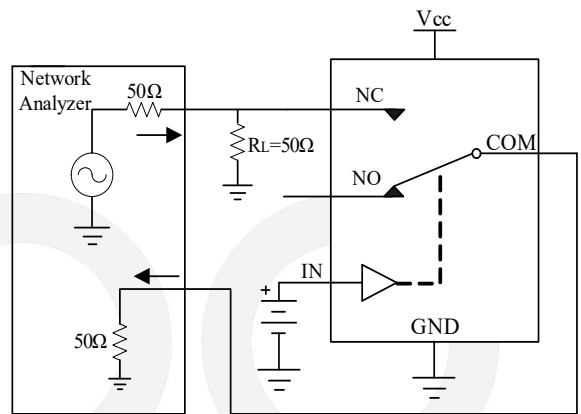 Vcc
Network
Analyzer
50Ω
NC
RL=50Ω
COM
NO
IN
+
GND
50Ω